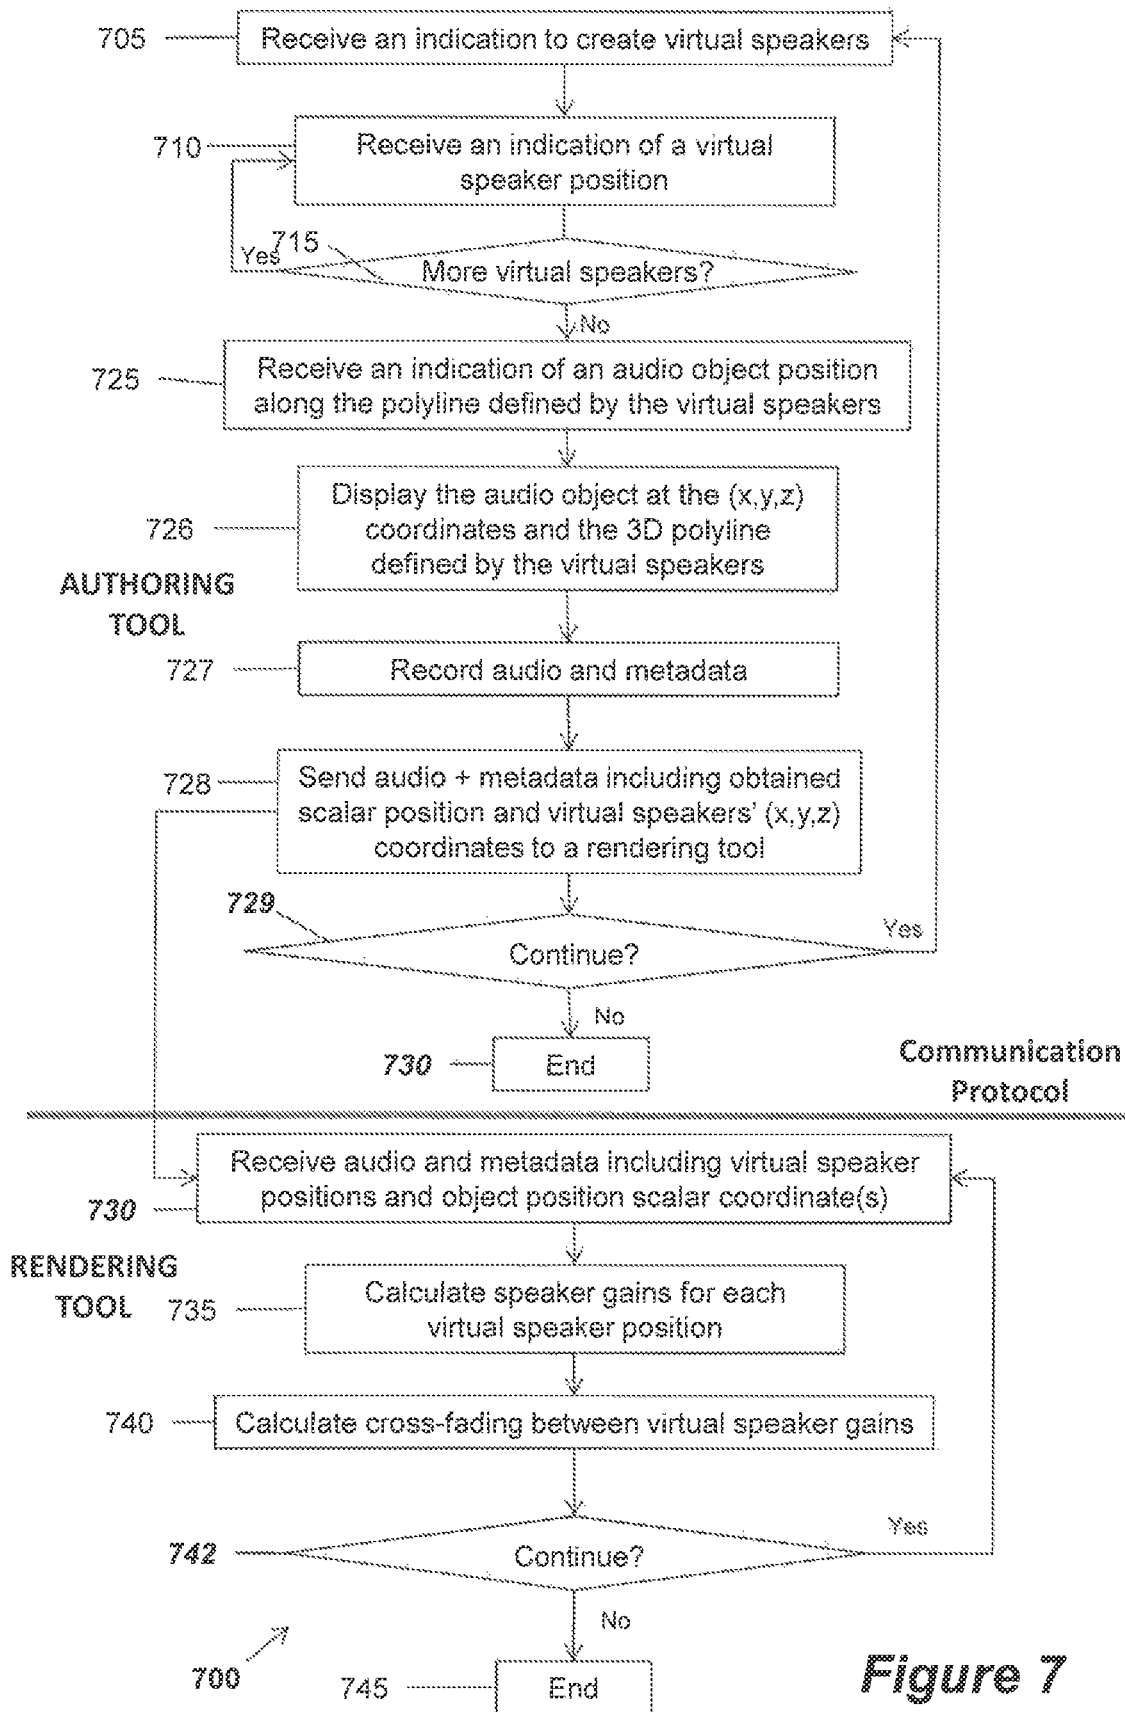 705
Receive an indication to create virtual speakers
710
Receive an indication of a virtual
speaker position
Yes
715
More virtual speakers?
No
725
Receive an indication of an audio object position
along the polyline defined by the virtual speakers
726
Display the audio object at the (x,y,z)
coordinates and the 3D polyline
defined by the virtual speakers
AUTHORING
TOOL
727
Record audio and metadata
728
Send audio + metadata including obtained
scalar position and virtual speakers' (x,y,z)
coordinates to a rendering tool
729
Continue?
Yes
No
730
End
Communication
Protocol
Receive audio and metadata including virtual speaker
positions and object position scalar coordinate(s)
730
RENDERING
TOOL
735
Calculate speaker gains for each
virtual speaker position
740
Calculate cross-fading between virtual speaker gains
742
Continue?
Yes
No
700
745
End
Figure 7